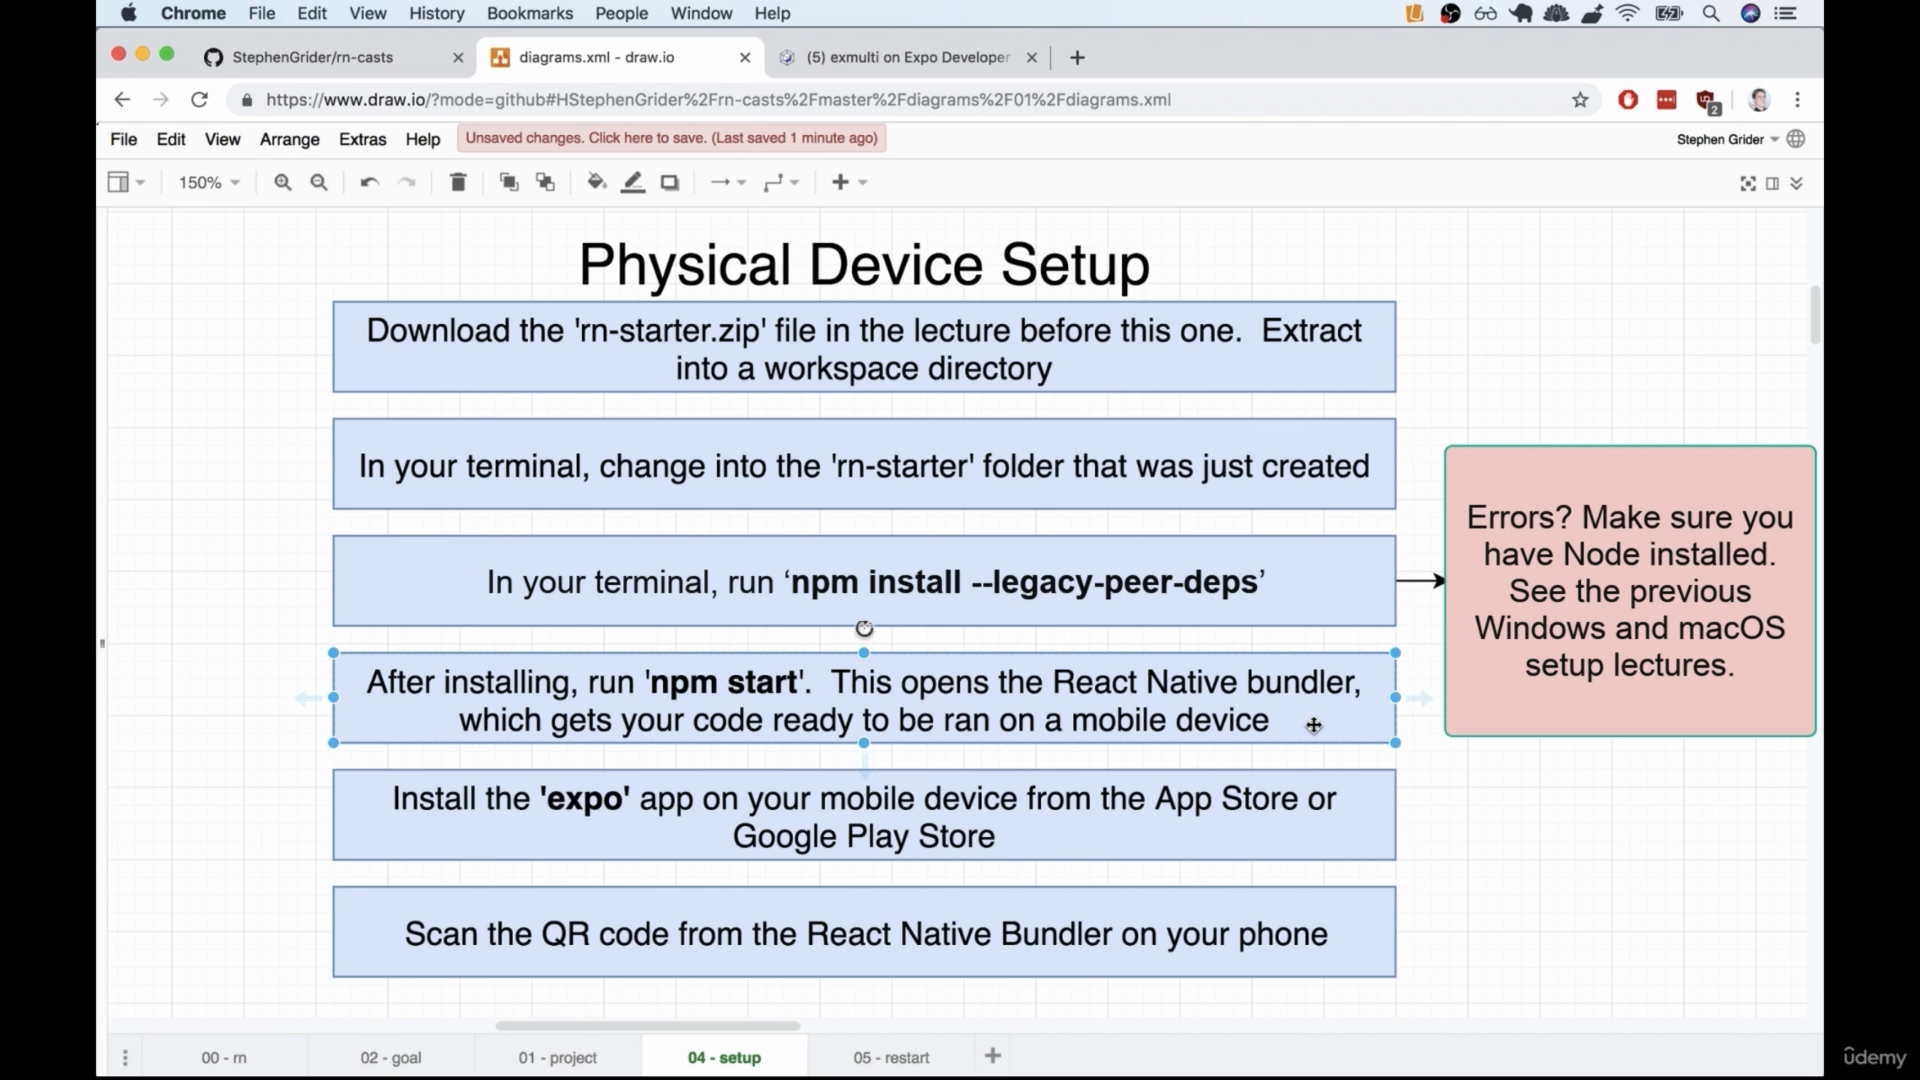 Chrome File Edit View History Bookmarks People Window Help
StephenGrider/rn-casts
diagrams.xml - draw.io
(5) exmulti on Expo Developer
https://www.draw.io/?mode=github#HStephenGrider%2Frn-casts%2Fmaster%2Fdiagrams%2F01%2Fdiagrams.xml
2
File Edit View Arrange Extras Help
Unsaved changes. Click here to save. (Last saved 1 minute ago)
Stephen Grider
150%
Physical Device Setup
Download the 'rn-starter.zip' file in the lecture before this one. Extract
into a workspace directory
In your terminal, change into the 'rn-starter' folder that was just created
In your terminal, run ‘npm install --legacy-peer-deps’
Errors? Make sure you
have Node installed.
See the previous
Windows and macOS
setup lectures.
After installing, run 'npm start'. This opens the React Native bundler,
which gets your code ready to be ran on a mobile device
Install the 'expo' app on your mobile device from the App Store or
Google Play Store
Scan the QR code from the React Native Bundler on your phone
00 - rn
02 - goal
01 - project
04 - setup
05 - restart
ûdemy